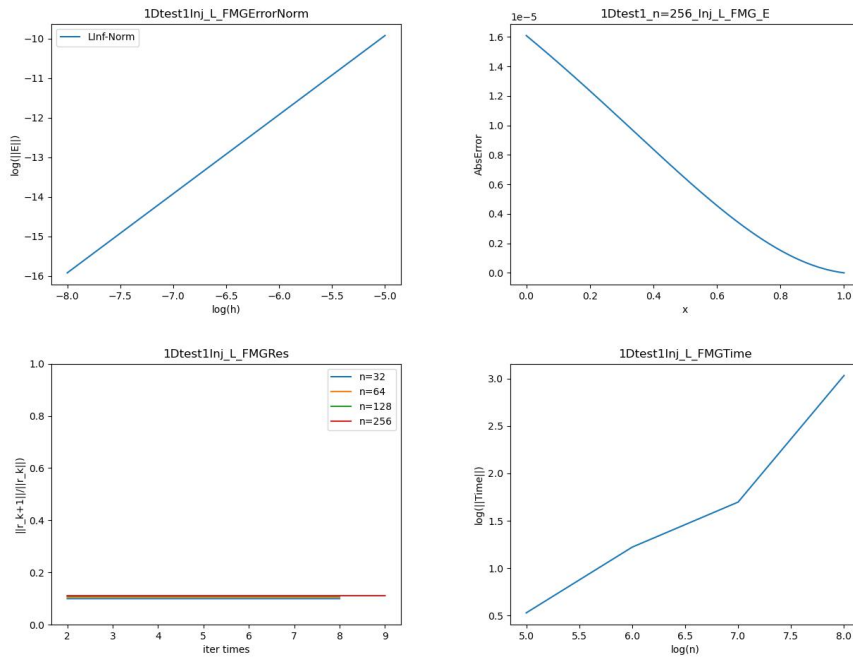 1Dtest1Inj_L_FMGErrorNorm
LInf-Norm
−10
−11
−12
−13
−14
−15
−16
log(||E||)
−8.0 −7.5 −7.0 −6.5 −6.0 −5.5 −5.0
log(h)
1Dtest1_n=256_Inj_L_FMG_E
1e−5
1.6
1.4
1.2
1.0
0.8
0.6
0.4
0.2
0.0
AbsError
0.0 0.2 0.4 0.6 0.8 1.0
x
1Dtest1Inj_L_FMGRes
n=32
n=64
n=128
n=256
1.0
0.8
0.6
0.4
0.2
0.0
||r_k+1||/||r_k||
2 3 4 5 6 7 8 9
iter times
1Dtest1Inj_L_FMGTime
3.0
2.5
2.0
1.5
1.0
0.5
log(||Time||)
5.0 5.5 6.0 6.5 7.0 7.5 8.0
log(n)